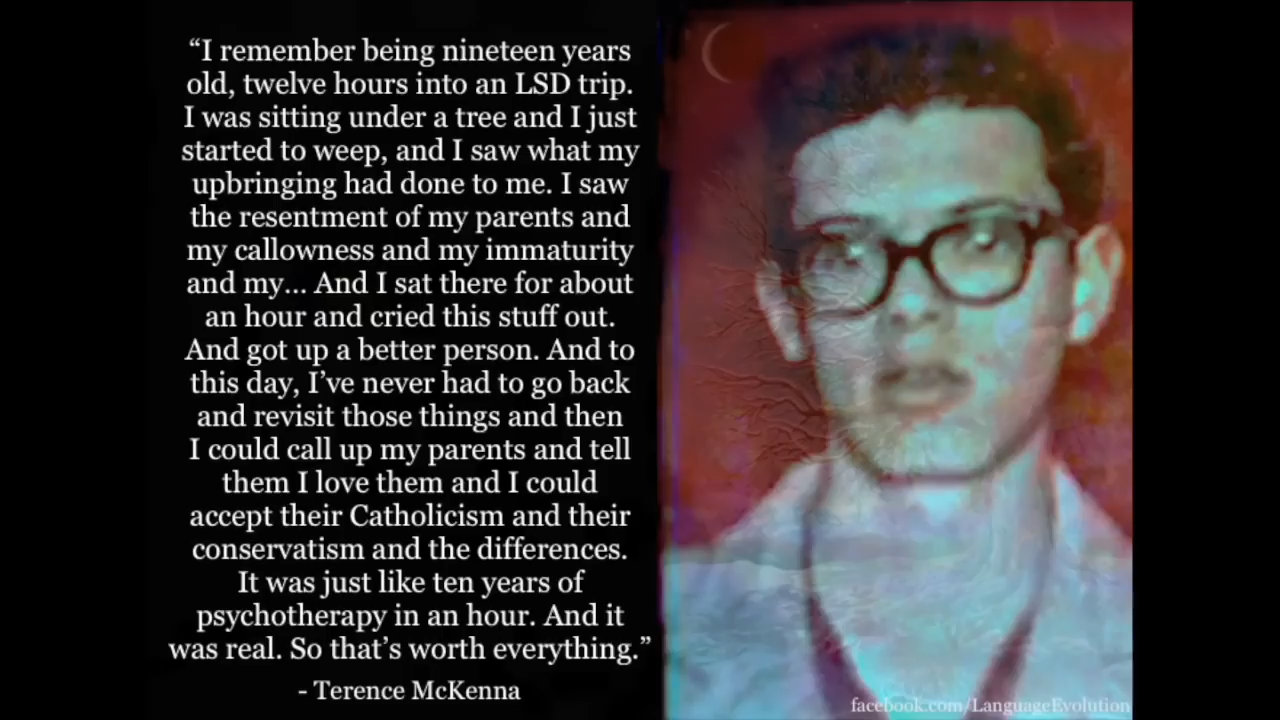 “I remember being nineteen years
old, twelve hours into an LSD trip.
I was sitting under a tree and I just
started to weep, and I saw what my
upbringing had done to me. I saw
the resentment of my parents and
my callowness and my immaturity
and my... And I sat there for about
an hour and cried this stuff out.
And got up a better person. And to
this day, I’ve never had to go back
and revisit those things and then
I could call up my parents and tell
them I love them and I could
accept their Catholicism and their
conservatism and the differences.
It was just like ten years of
psychotherapy in an hour. And it
was real. So that’s worth everything.”
- Terence McKenna
facebook.com/LanguageEvolution